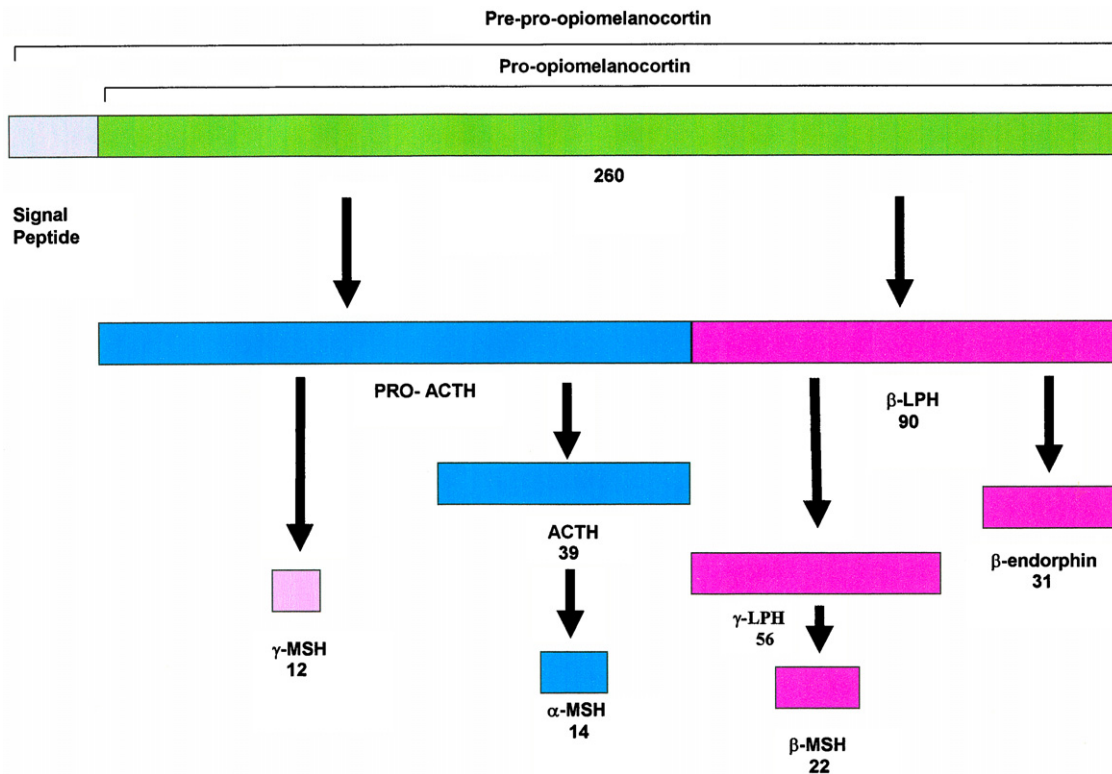 Pre-pro-opiomelanocortin
Pro-opiomelanocortin
260
Signal
Peptide
PRO- ACTH
β-LPH
90
ACTH
39
β-endorphin
31
γ-MSH
12
γ-LPH
56
α-MSH
14
β-MSH
22